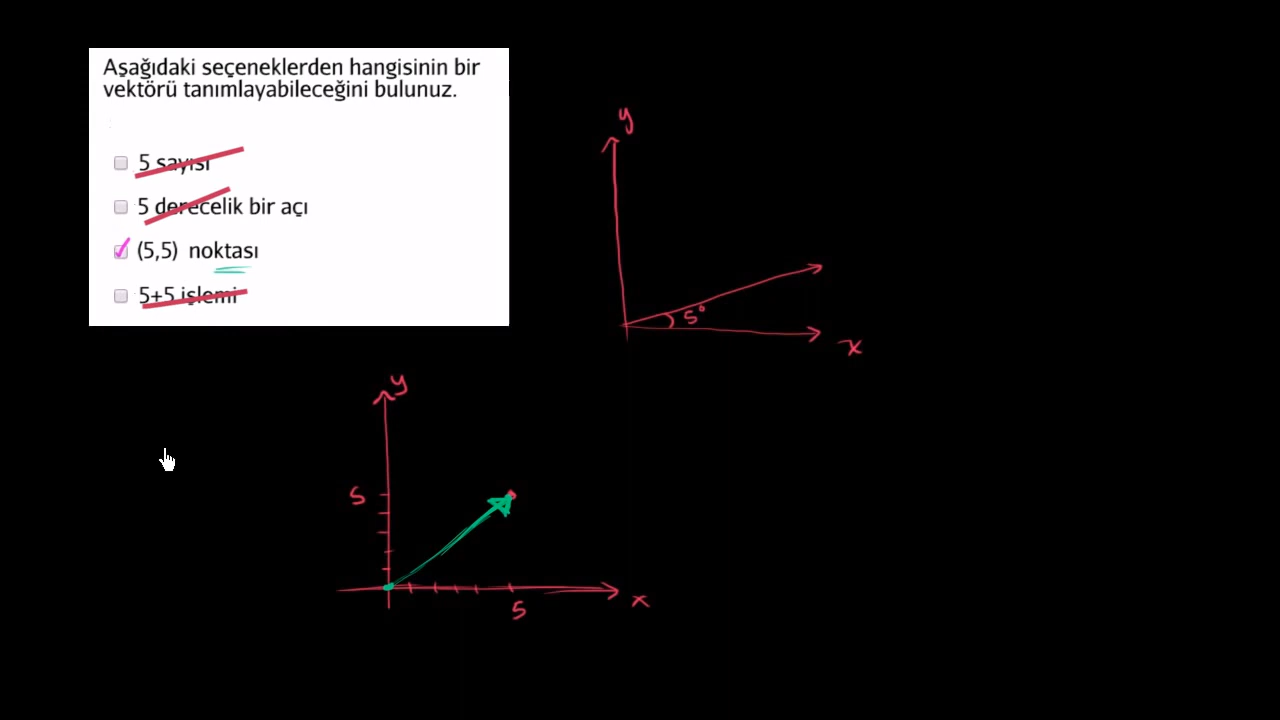 Aşağıdaki seçeneklerden hangisinin bir
vektörü tanımlayabileceğini bulunuz.
5 sayısı
5 derecelik bir açı
(5,5) noktası
5+5 işlemi
y
5°
x
y
5
5
x